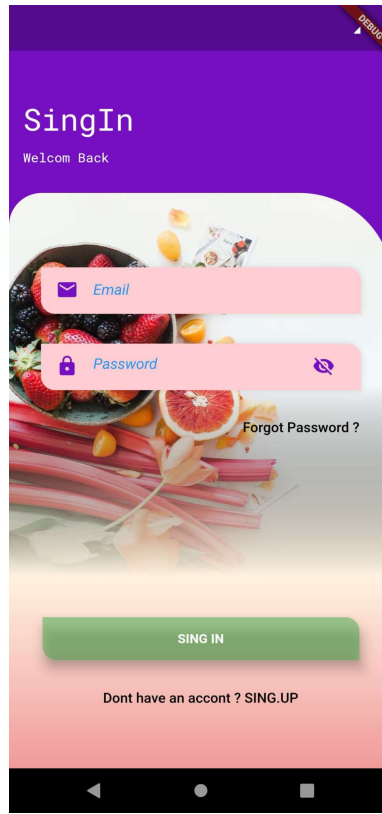 DEBUG
SingIn
Welcom Back
Email
Password
Forgot Password ?
SING IN
Dont have an accont ? SING.UP